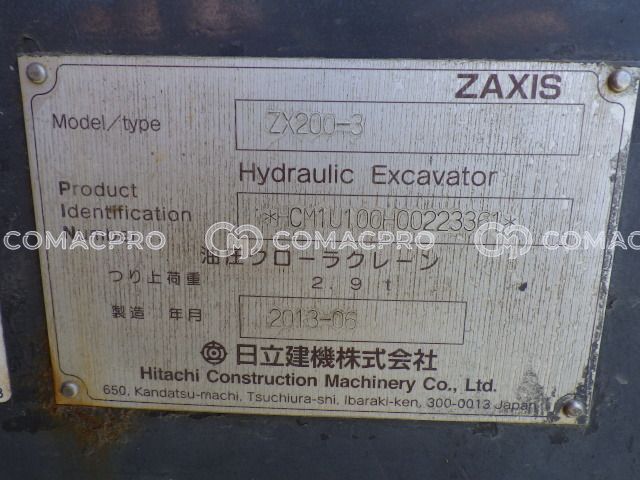 ZAXIS
Model/type ZX200-3
Hydraulic Excavator
Product
Identification *HCM1U100H00223361*
Number
COMACPRO COMACPRO COMACPRO
油圧クローラクレーン
つり上荷重 2.9t
製造 年月 2013-06
日立建機株式会社
Hitachi Construction Machinery Co., Ltd.
650, Kandatsu-machi, Tsuchiura-shi, Ibaraki-ken, 300-0013 Japan